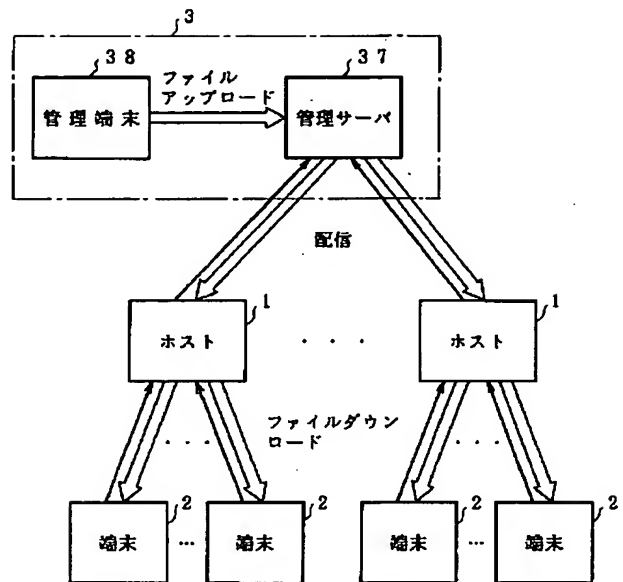 3
38
37
ファイル
アップロード
管理端末
管理サーバ
配信
1
1
ホスト
・・・
ホスト
ファイルダウン
ロード
・・・
・・・
2
2
2
2
端末
…
端末
端末
…
端末